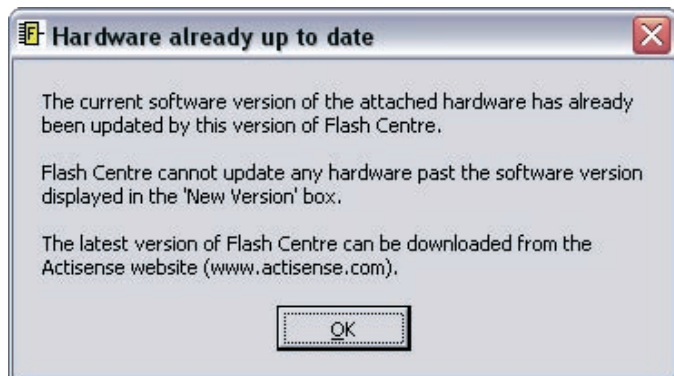 Hardware already up to date
The current software version of the attached hardware has already
been updated by this version of Flash Centre.
Flash Centre cannot update any hardware past the software version
displayed in the 'New Version' box.
The latest version of Flash Centre can be downloaded from the
Actisense website (www.actisense.com).
OK